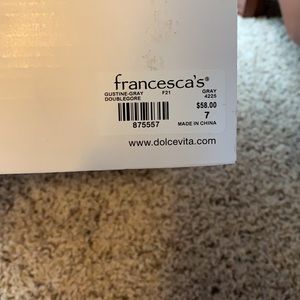 francesca's®
GUSTINE-GRAY F21 GRAY
DOUBLEGORE 4225
$58.00
7
875557 MADE IN CHINA
www.dolcevita.com